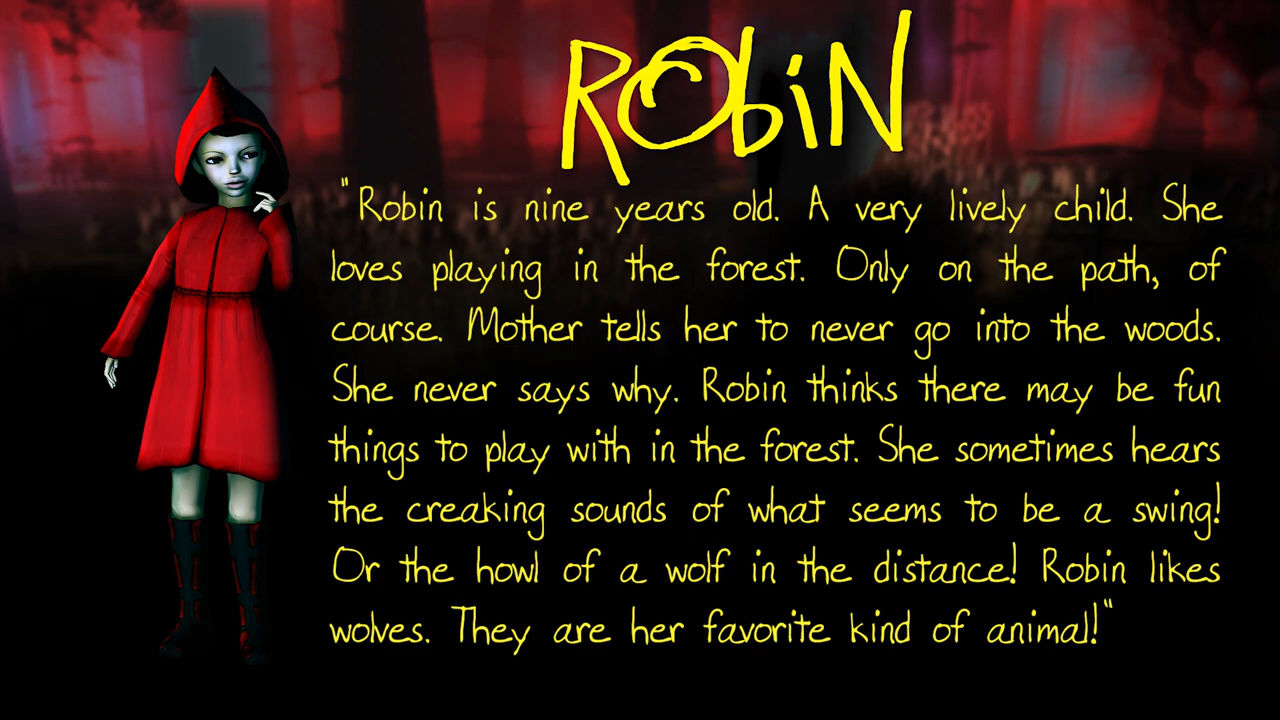 ROBiN
"Robin is nine years old. A very lively child. She
loves playing in the forest. Only on the path, of
course. Mother tells her to never go into the woods.
She never says why. Robin thinks there may be fun
things to play with in the forest. She sometimes hears
the creaking sounds of what seems to be a swing!
Or the howl of a wolf in the distance! Robin likes
wolves. They are her favorite kind of animal!"